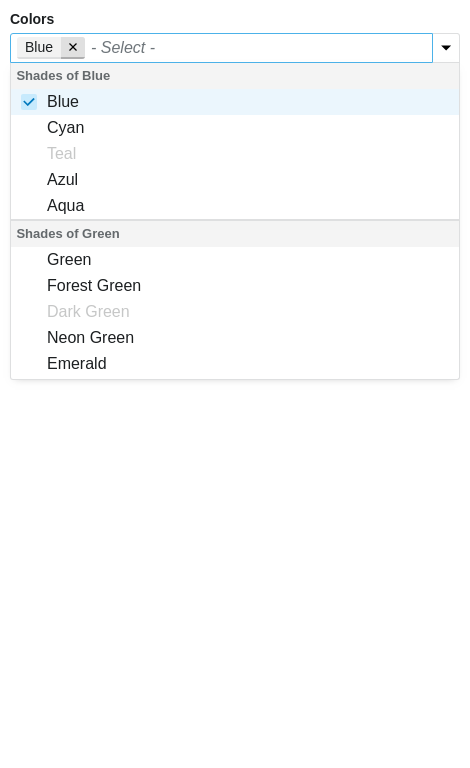 Colors
Blue ✕ - Select -
Shades of Blue
Blue
Cyan
Teal
Azul
Aqua
Shades of Green
Green
Forest Green
Dark Green
Neon Green
Emerald